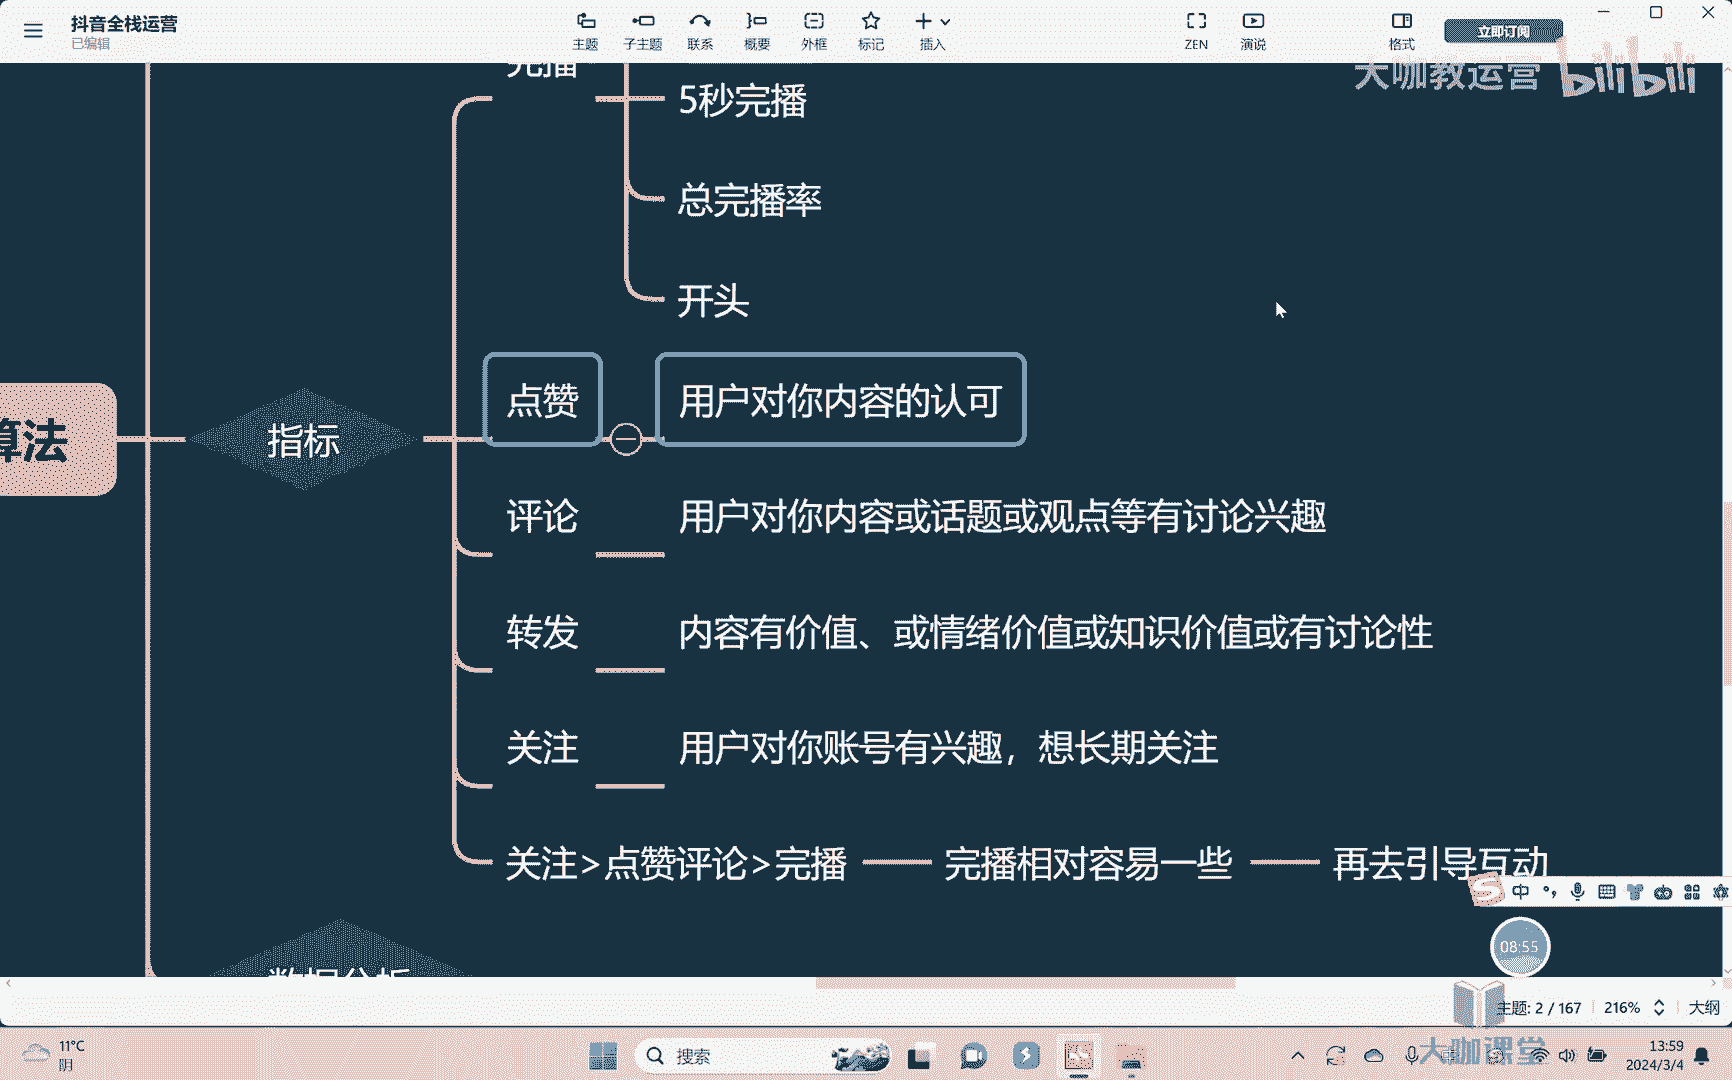 抖音全栈运营
已编辑
主题
子主题
联系
概要
外框
标记
插入
ZEN
演说
格式
立即订阅
大咖教运营 bilibili
完播
5秒完播
总完播率
开头
点赞
用户对你内容的认可
算法
指标
评论
用户对你内容或话题或观点等有讨论兴趣
转发
内容有价值、或情绪价值或知识价值或有讨论性
关注
用户对你账号有兴趣，想长期关注
关注>点赞评论>完播
完播相对容易一些
再去引导互动
中
08:55
数据分析
主题: 2 / 167
216%
大纲
11°C
阴
搜索
大咖课堂
13:59
2024/3/4